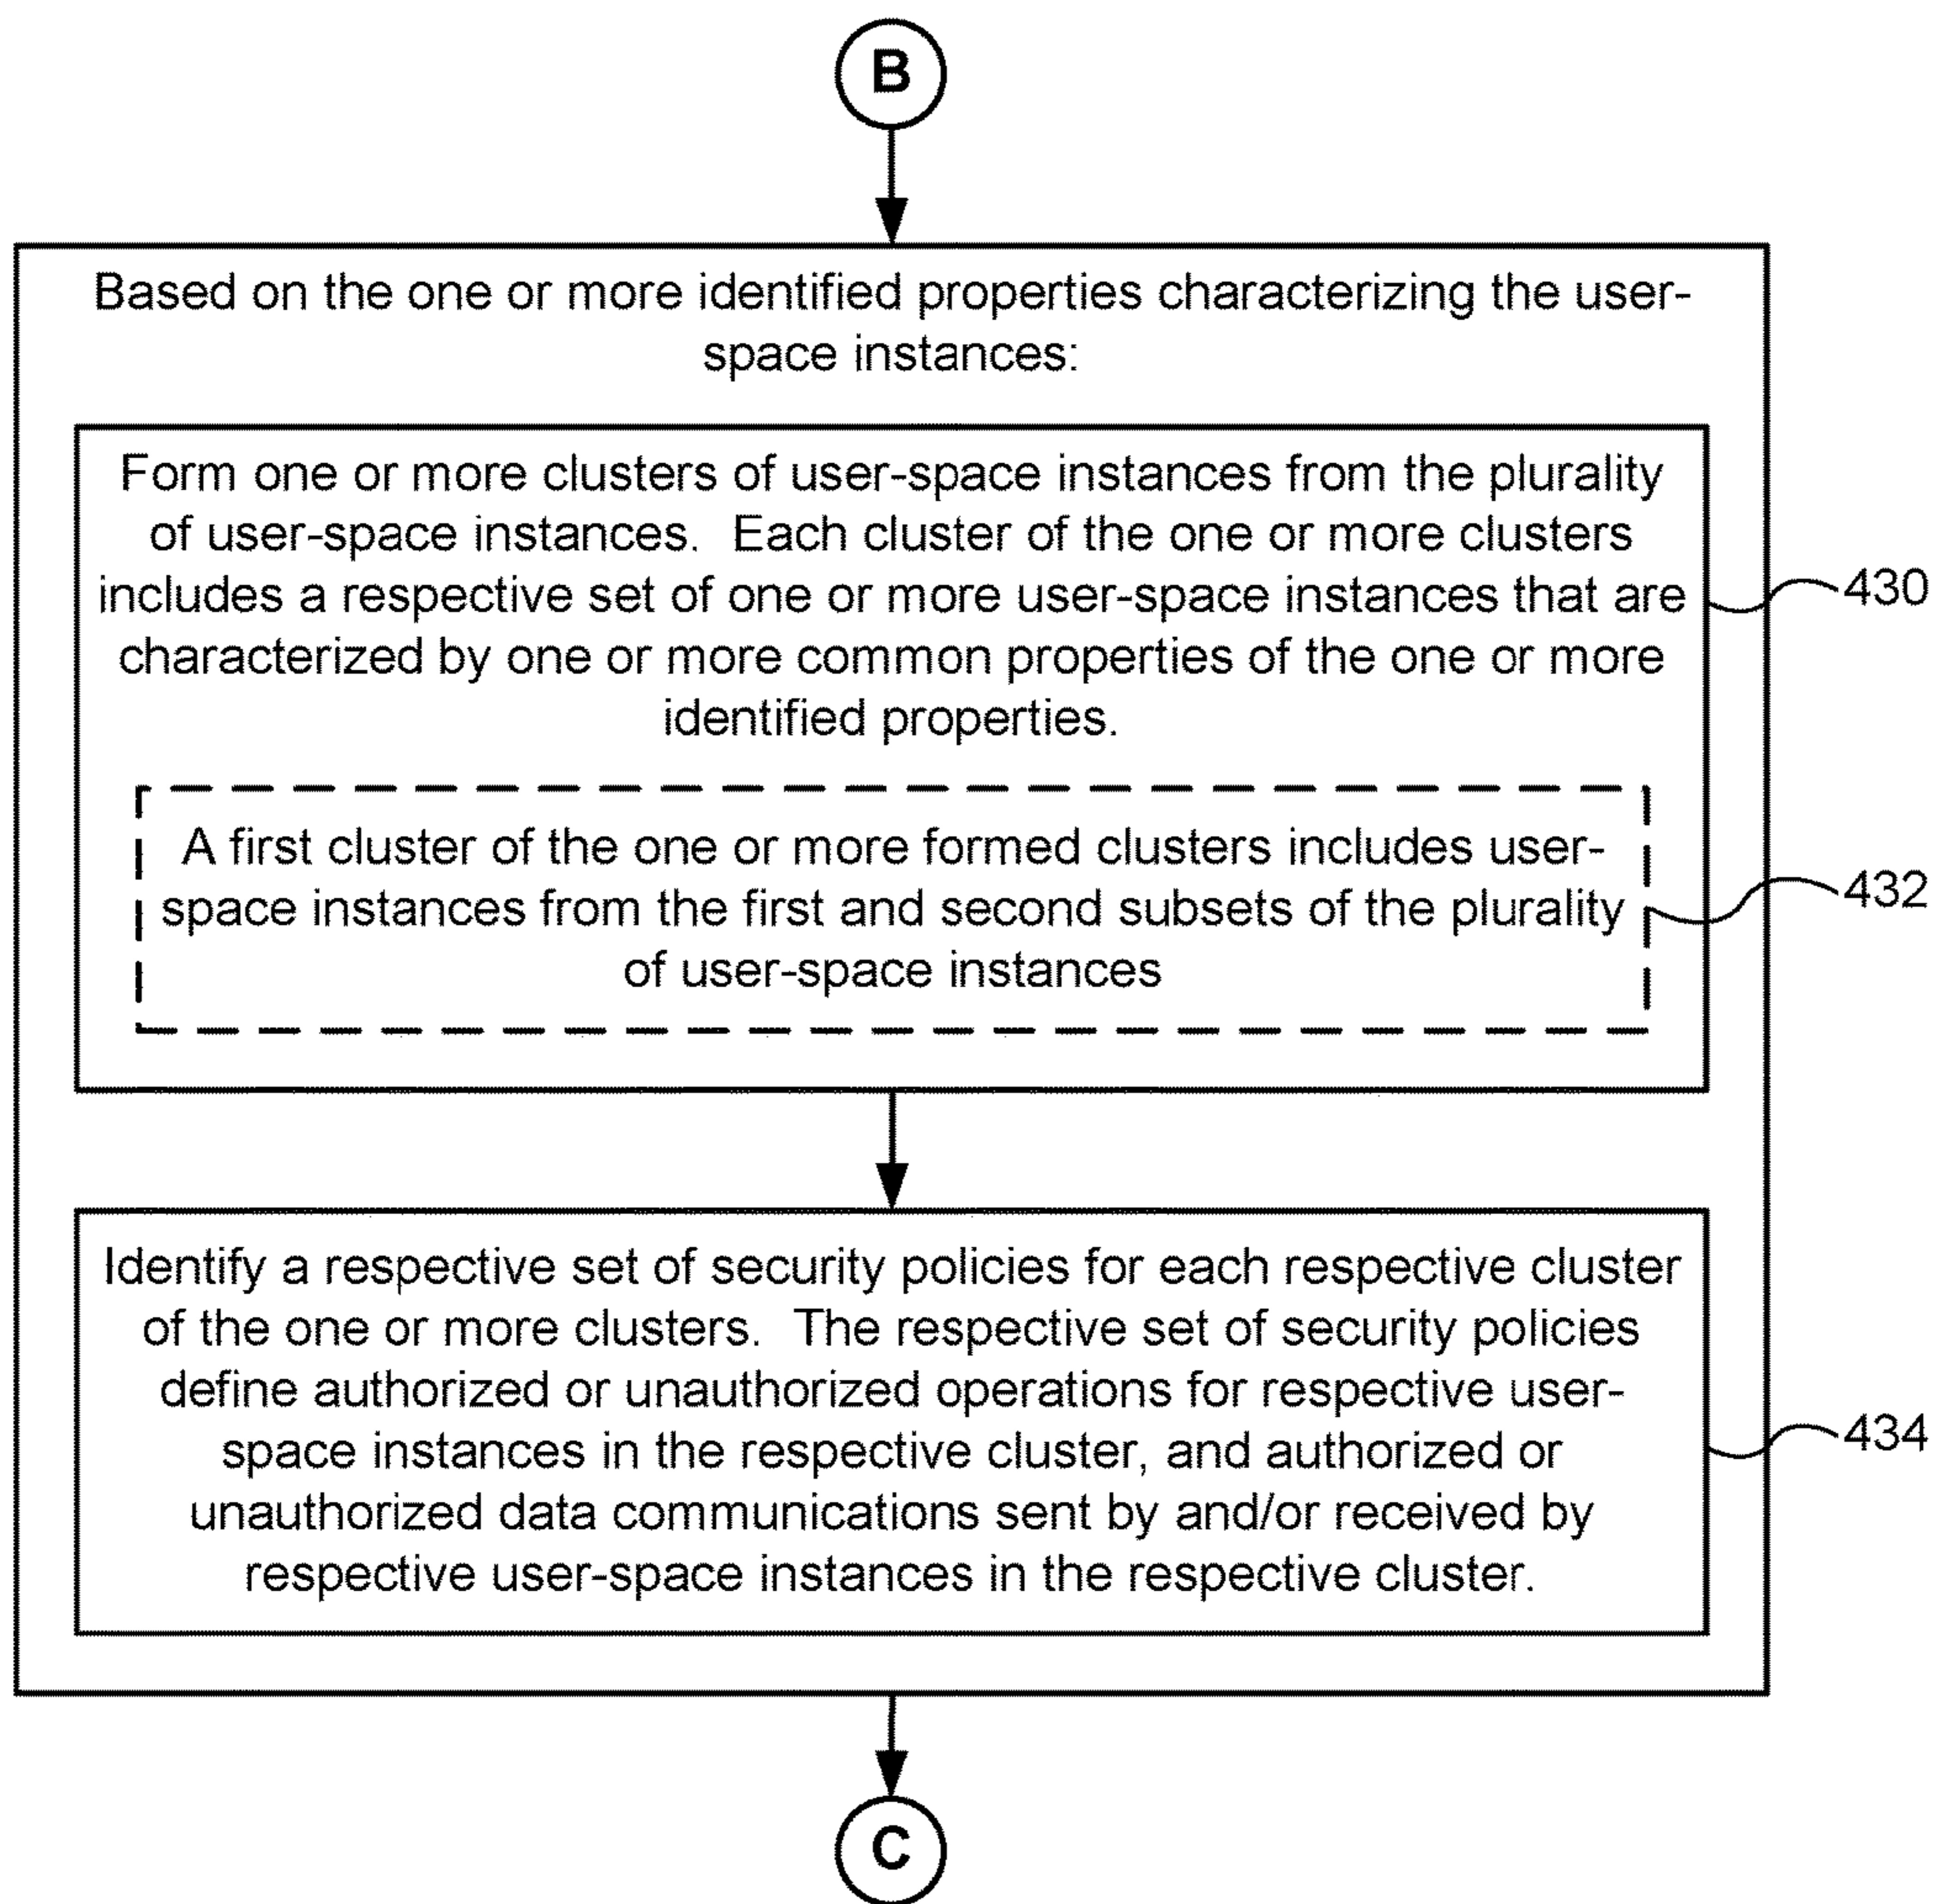 B
Based on the one or more identified properties characterizing the user-
space instances:
Form one or more clusters of user-space instances from the plurality
of user-space instances.  Each cluster of the one or more clusters
includes a respective set of one or more user-space instances that are
characterized by one or more common properties of the one or more
identified properties.
430
A first cluster of the one or more formed clusters includes user-
space instances from the first and second subsets of the plurality
of user-space instances
432
Identify a respective set of security policies for each respective cluster
of the one or more clusters.  The respective set of security policies
define authorized or unauthorized operations for respective user-
space instances in the respective cluster, and authorized or
unauthorized data communications sent by and/or received by
respective user-space instances in the respective cluster.
434
C